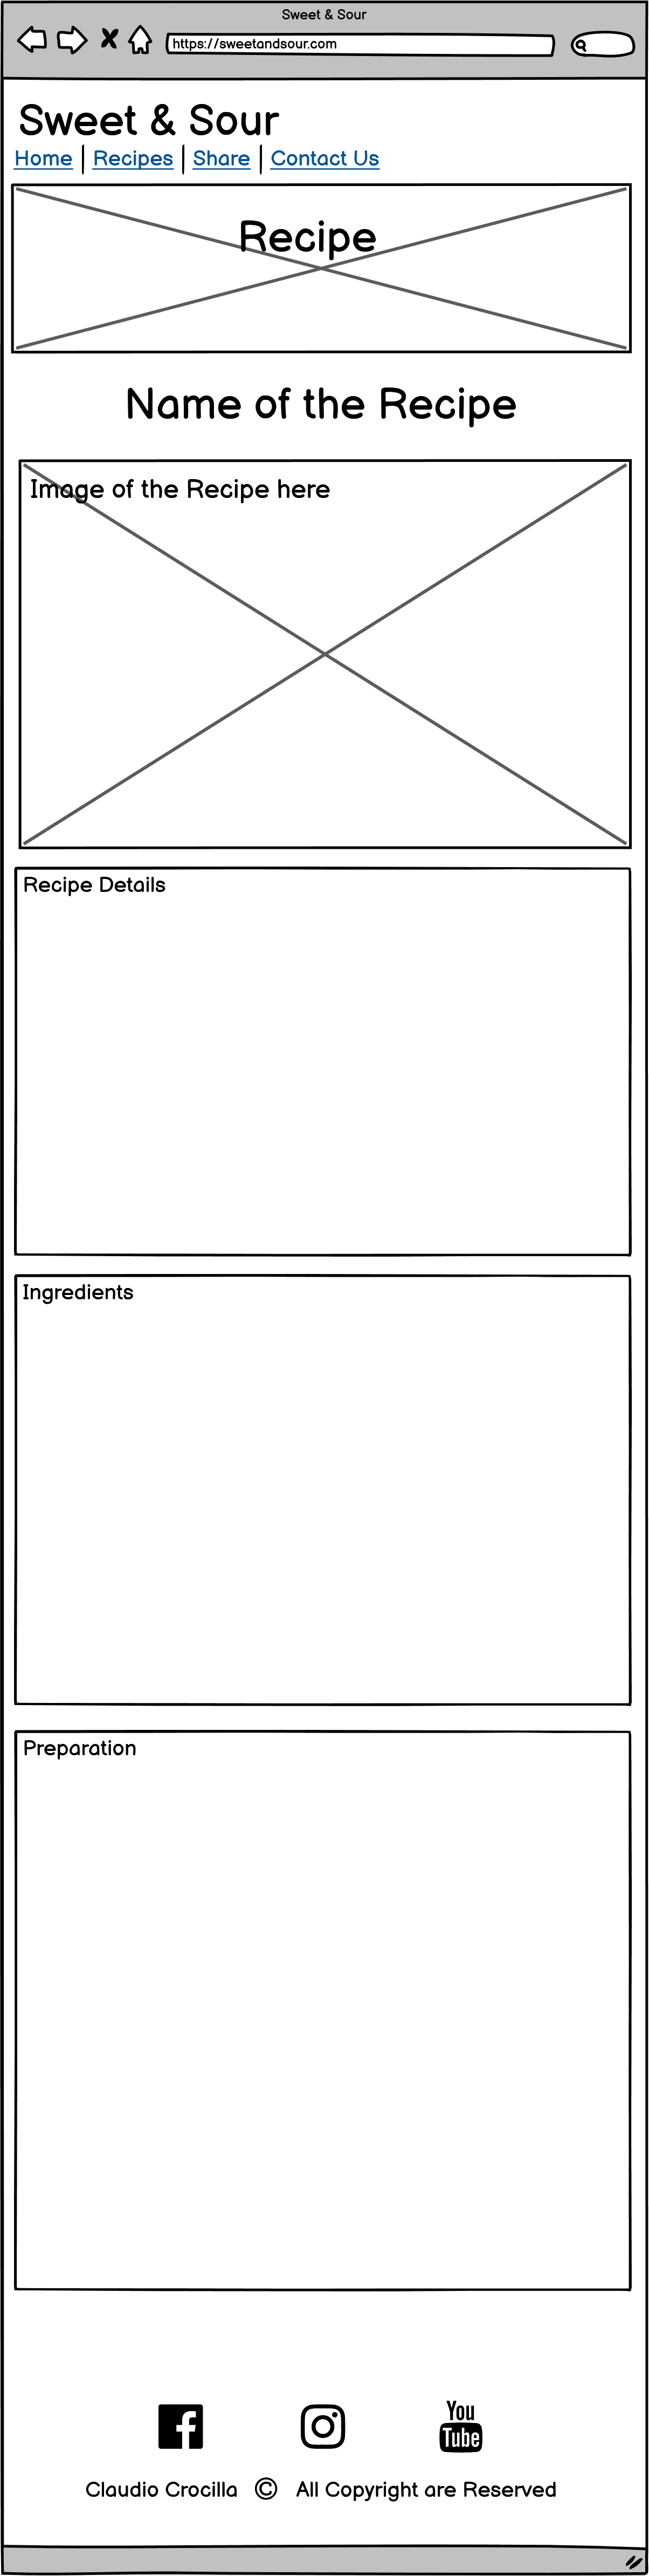 Sweet & Sour
https://sweetandsour.com
Sweet & Sour
Home | Recipes | Share | Contact Us
Recipe
Name of the Recipe
Image of the Recipe here
Recipe Details
Ingredients
Preparation
You
Tube
Claudio Crocilla © All Copyright are Reserved